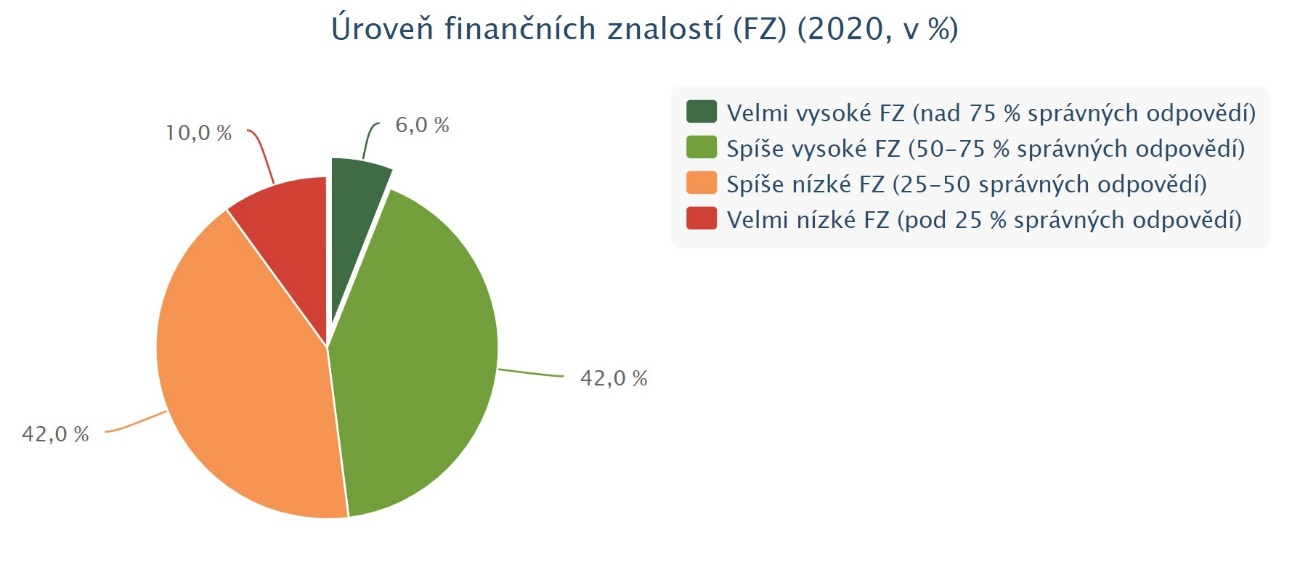 Úroveň finančních znalostí (FZ) (2020, v %)
Velmi vysoké FZ (nad 75 % správných odpovědí)
Spíše vysoké FZ (50–75 % správných odpovědí)
Spíše nízké FZ (25–50 správných odpovědí)
Velmi nízké FZ (pod 25 % správných odpovědí)
10,0 %
6,0 %
42,0 %
42,0 %